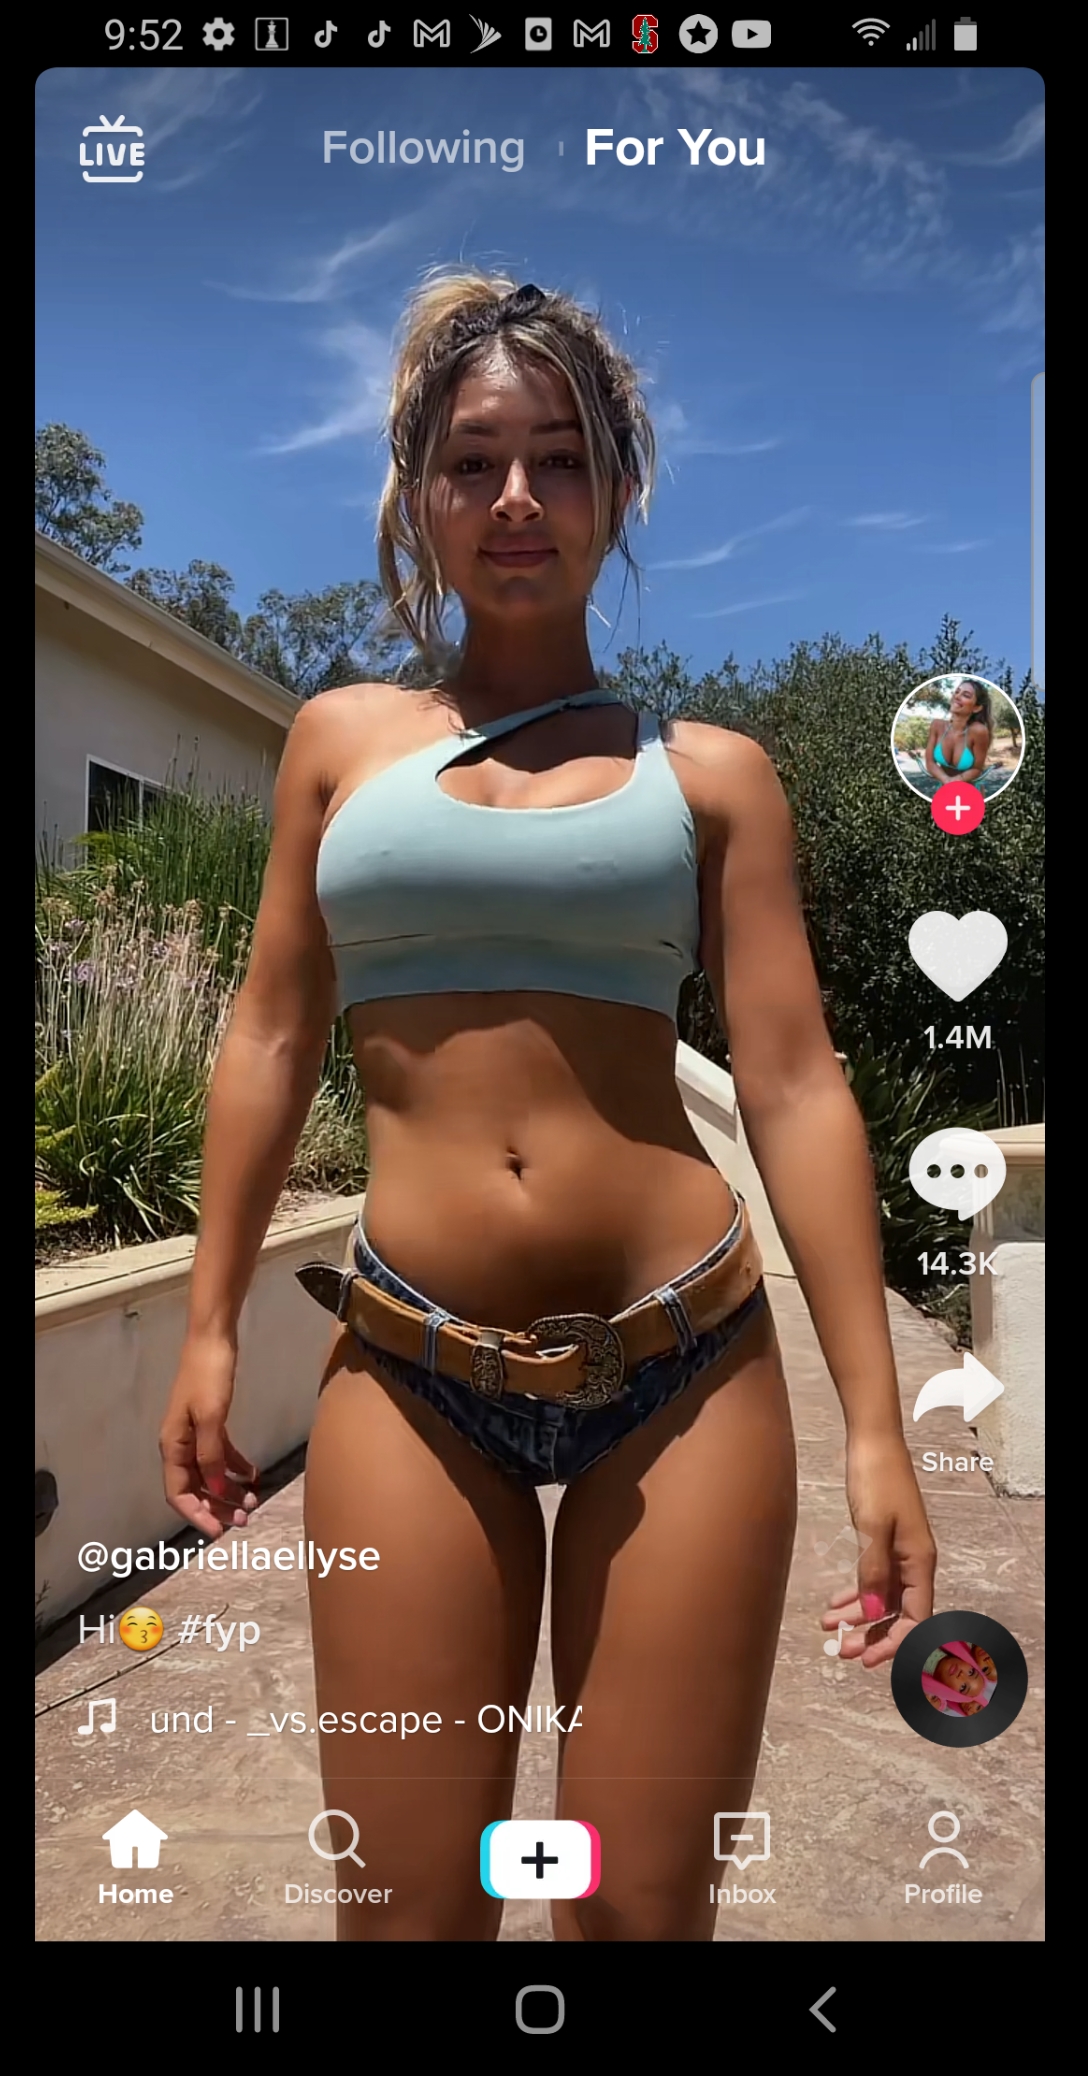 9:52
LIVE
Following
For You
1.4M
14.3K
Share
@gabriellaellyse
Hi😚 #fyp
und - _vs.escape - ONIKA
Home
Discover
Inbox
Profile